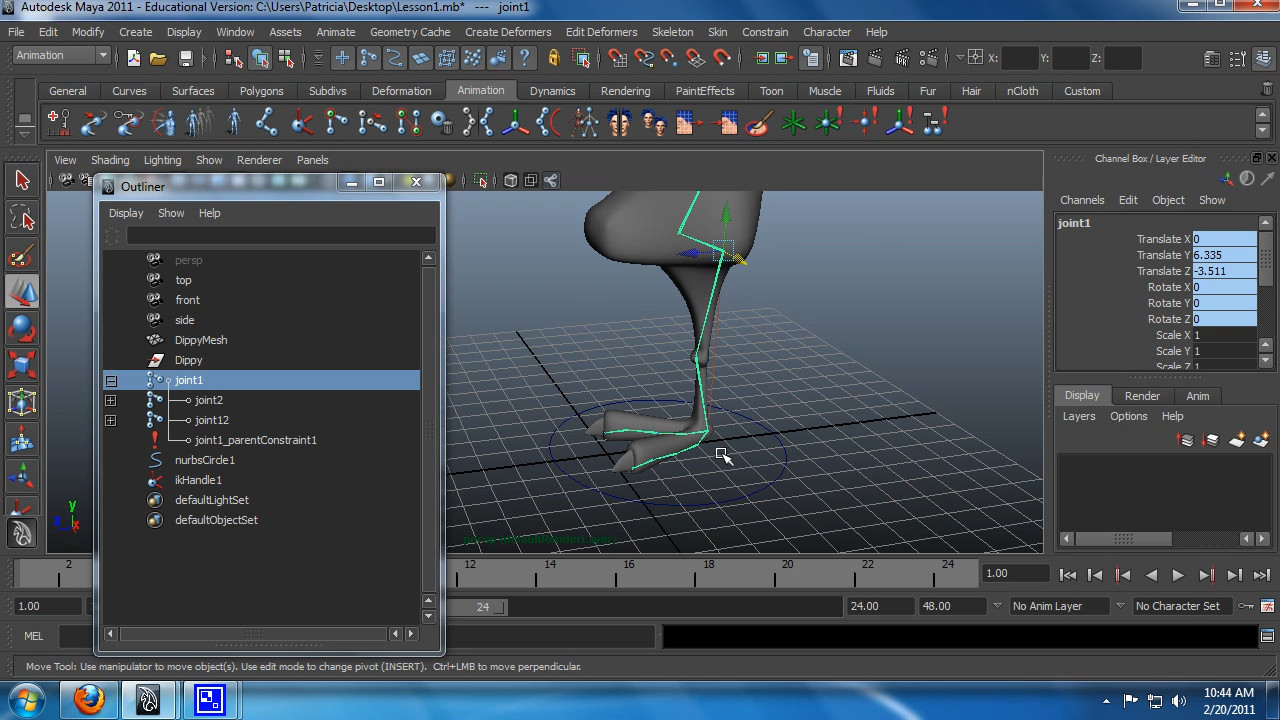 Autodesk Maya 2011 - Educational Version: C:\Users\Patricia\Desktop\Lesson1.mb* --- joint1
File Edit Modify Create Display Window Assets Animate Geometry Cache Create Deformers Edit Deformers Skeleton Skin Constrain Character Help
Animation X: Y: Z:
General Curves Surfaces Polygons Subdivs Deformation Animation Dynamics Rendering PaintEffects Toon Muscle Fluids Fur Hair nCloth Custom
View Shading Lighting Show Renderer Panels
Channel Box / Layer Editor
Outliner
Display Show Help
Channels Edit Object Show
joint1
Translate X 0
Translate Y 6.335
Translate Z -3.511
Rotate X 0
Rotate Y 0
Rotate Z 0
Scale X 1
Scale Y 1
Scale Z 1
persp
top
front
side
DippyMesh
Dippy
joint1
joint2
joint12
joint1_parentConstraint1
nurbsCircle1
ikHandle1
defaultLightSet
defaultObjectSet
Display Render Anim
Layers Options Help
y
z x
persp (defaultRenderLayer)
2 12 14 16 18 20 22 24 1.00
1.00 24 24.00 48.00 No Anim Layer No Character Set
MEL
Move Tool: Use manipulator to move object(s). Use edit mode to change pivot (INSERT). Ctrl+LMB to move perpendicular.
10:44 AM
2/20/2011